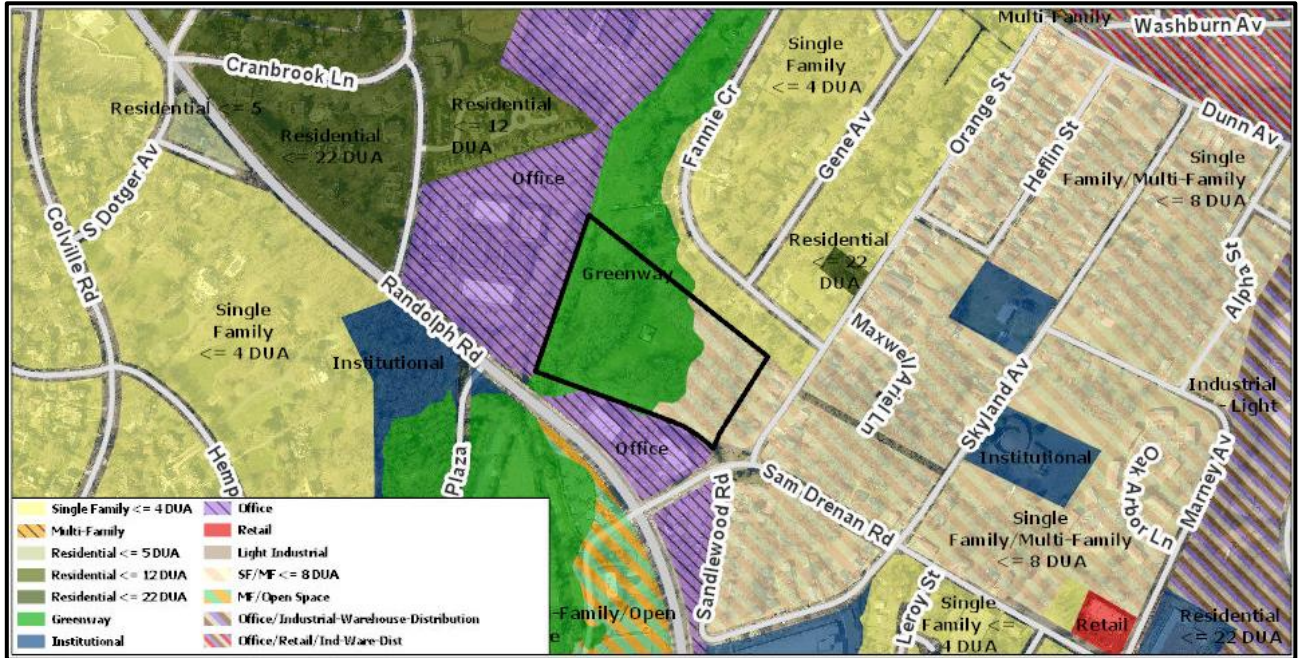 Multi-Family
Washburn Av
Cranbrook Ln
Single
Family
<= 4 DUA
Residential <= 5
Residential
<= 12
DUA
Residential
<= 22 DUA
Fannie Cr
Gene Av
Orange St
Heflin St
Dunn Av
Single
Family/Multi-Family
<= 8 DUA
S Dotger Av
Colville Rd
Office
Greenway
Residential
<= 22
DUA
Alpha St
Randolph Rd
Single
Family
<= 4 DUA
Institutional
Maxwell Ariel Ln
Skyland Av
Industrial
- Light
Office
Institutional
Oak Arbor Ln
Marney Av
Hemp
Plaza
Sandlewood Rd
Sam Drenan Rd
Single
Family/Multi-Family
<= 8 DUA
-Family/Open
e
Leroy St
Single
Family <=
4 DUA
Retail
Residential
<= 22 DUA
Single Family <= 4 DUA
Multi-Family
Residential <= 5 DUA
Residential <= 12 DUA
Residential <= 22 DUA
Greenway
Institutional
Office
Retail
Light Industrial
SF/MF <= 8 DUA
MF/Open Space
Office/Industrial-Warehouse-Distribution
Office/Retail/Ind-Ware-Dist